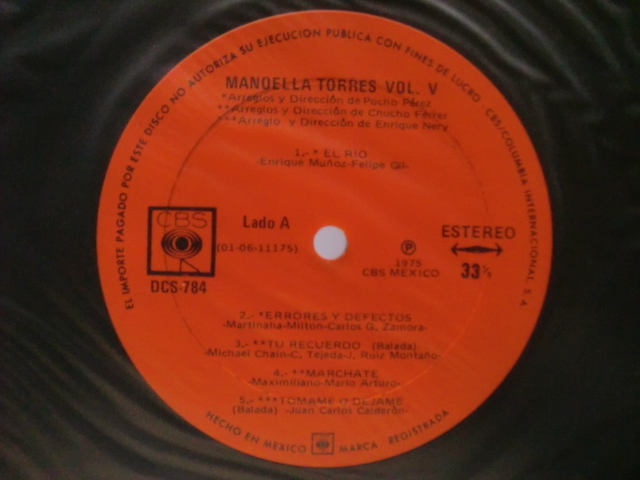 EL IMPORTE PAGADO POR ESTE DISCO NO AUTORIZA SU EJECUCION PUBLICA CON FINES DE LUCRO CBS/COLUMBIA INTERNACIONAL, S A
MANOELLA TORRES VOL. V
*Arreglos y Dirección de Pocho Pérez
**Arreglos y Dirección de Chucho Ferrer
***Arreglo y Dirección de Enrique Nery
1.- * EL RIO
-Enrique Muñoz-Felipe Gil-
CBS
Lado A
ESTEREO
(01-06-11175)
Ⓟ
1975
CBS MEXICO
33⅓
DCS-784
2.- *ERRORES Y DEFECTOS
-Martinaha-Milton-Carlos G. Zamora-
3.- **TU RECUERDO (Balada)
-Michael Chain-C. Tejeda-J. Ruiz Montaño-
4.- **MARCHATE
-Maximiliano-Mario Arturo-
5.- ***TOMAME O DEJAME
(Balada) -Juan Carlos Calderón-
HECHO EN MEXICO MARCA REGISTRADA